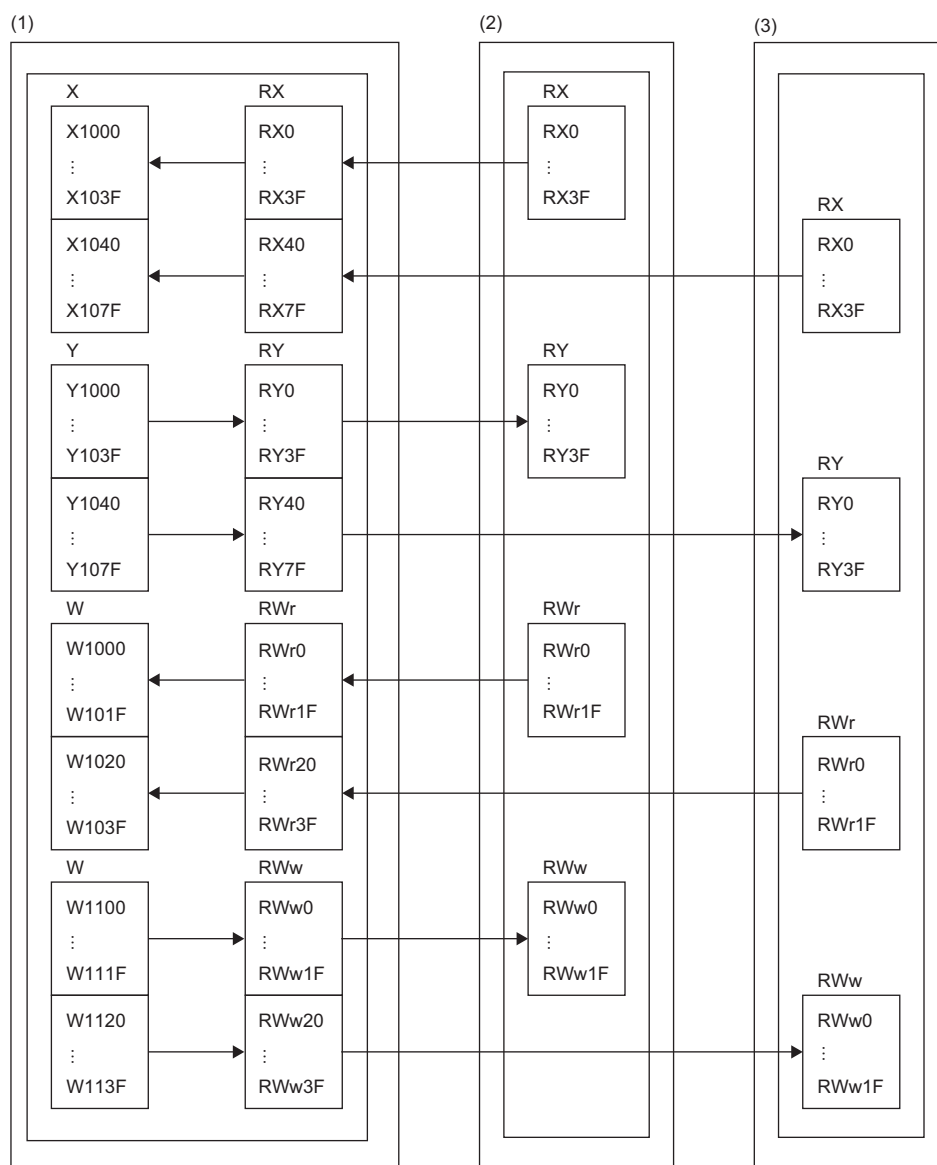 (1)
(2)
(3)
X
RX
RX
X1000
RX0
RX0
⋮
⋮
⋮
X103F
RX3F
RX3F
RX
X1040
RX40
RX0
⋮
⋮
⋮
X107F
RX7F
RX3F
Y
RY
RY
Y1000
RY0
RY0
⋮
⋮
⋮
Y103F
RY3F
RY3F
RY
Y1040
RY40
RY0
⋮
⋮
⋮
Y107F
RY7F
RY3F
W
RWr
RWr
W1000
RWr0
RWr0
⋮
⋮
⋮
W101F
RWr1F
RWr1F
RWr
W1020
RWr20
RWr0
⋮
⋮
⋮
W103F
RWr3F
RWr1F
W
RWw
RWw
W1100
RWw0
RWw0
⋮
⋮
⋮
W111F
RWw1F
RWw1F
RWw
W1120
RWw20
RWw0
⋮
⋮
⋮
W113F
RWw3F
RWw1F